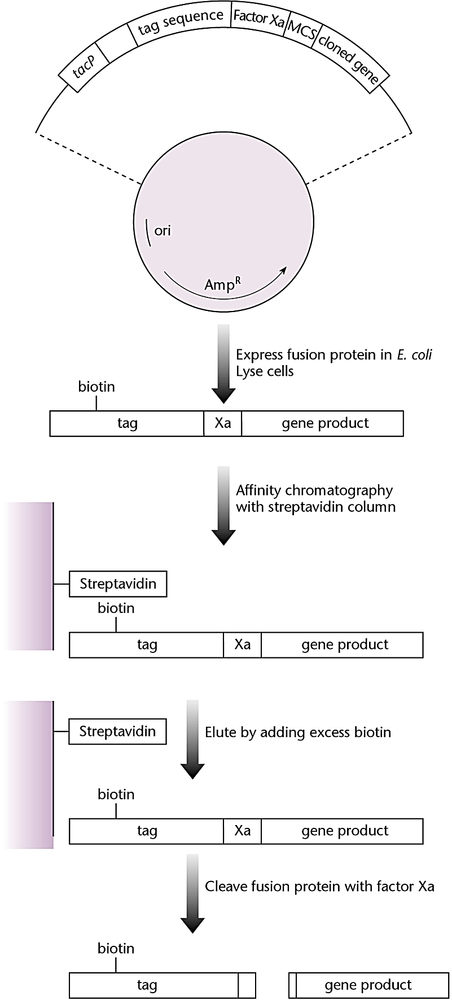 tacP
tag sequence
Factor Xa
MCS
cloned gene
ori
Amp^R
Express fusion protein in E. coli
Lyse cells
biotin
tag Xa gene product
Affinity chromatography
with streptavidin column
Streptavidin
biotin
tag Xa gene product
Streptavidin
Elute by adding excess biotin
biotin
tag Xa gene product
Cleave fusion protein with factor Xa
biotin
tag gene product